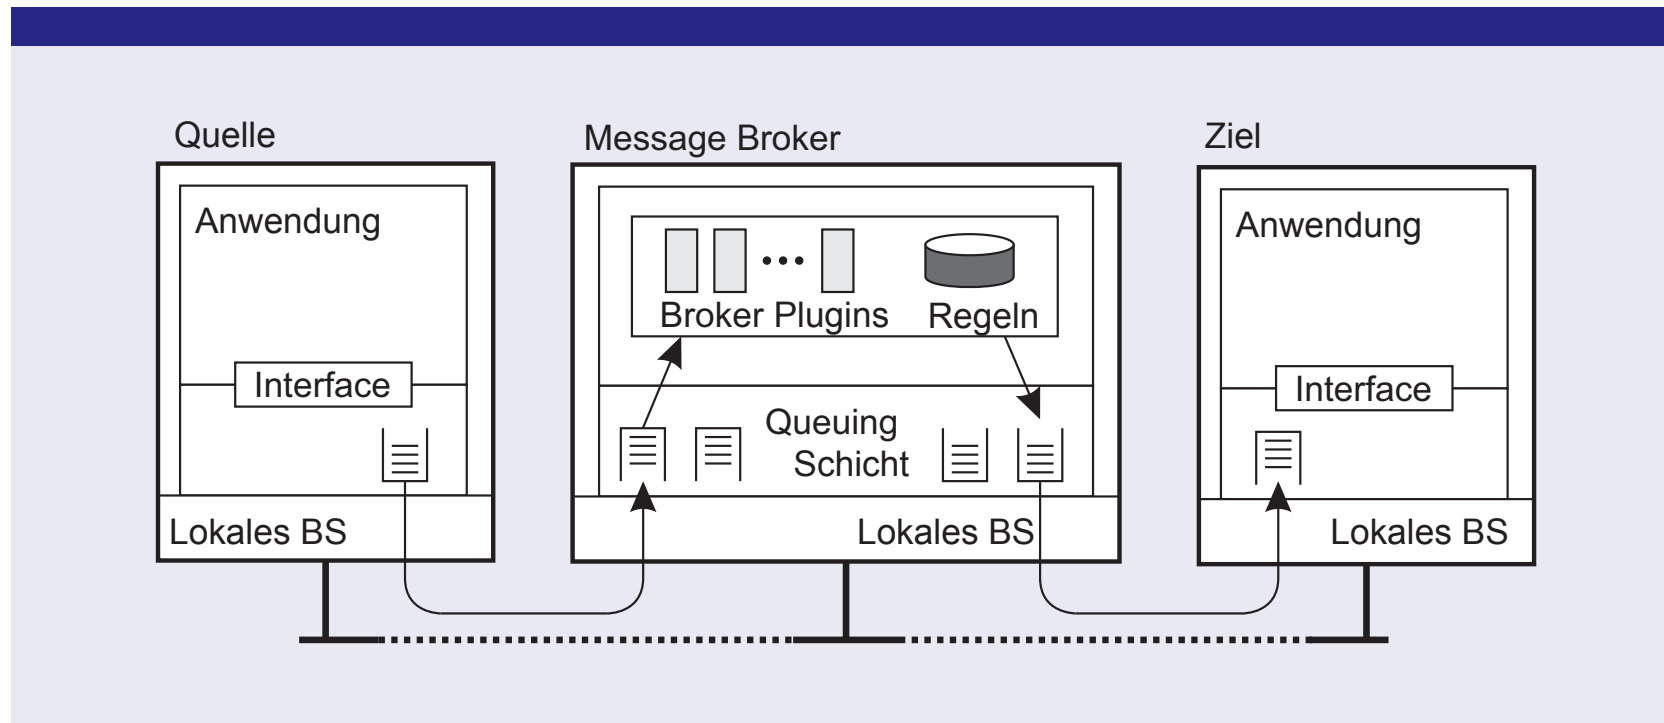 Quelle
Message Broker
Ziel
Anwendung
Anwendung
Broker Plugins
Regeln
Interface
Interface
Queuing
Schicht
Lokales BS
Lokales BS
Lokales BS